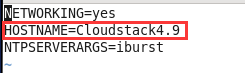 NETWORKING=yes
HOSTNAME=Cloudstack4.9
NTPSERVERARGS=iburst
~